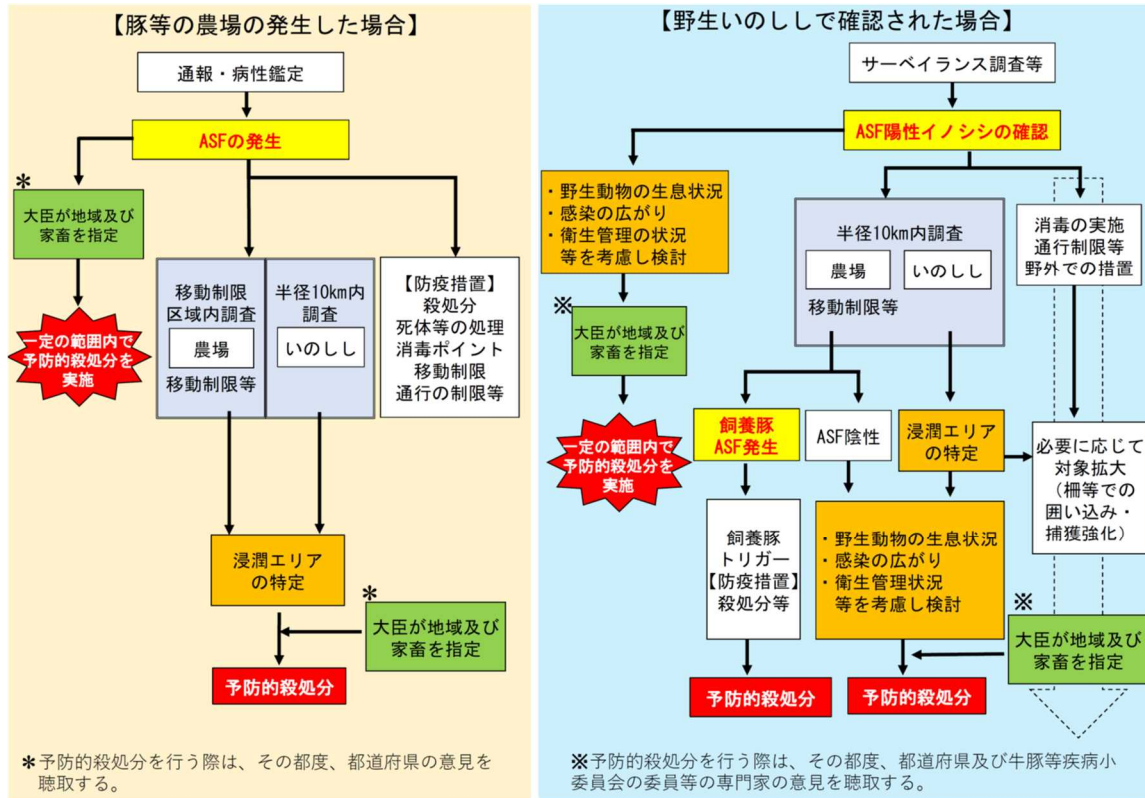 【豚等の農場の発生した場合】
通報・病性鑑定
ASFの発生
*
大臣が地域及び
家畜を指定
一定の範囲内で
予防的殺処分を
実施
移動制限
区域内調査
農場
移動制限等
半径10km内
調査
いのしし
【防疫措置】
殺処分
死体等の処理
消毒ポイント
移動制限
通行の制限等
浸潤エリア
の特定
*
大臣が地域及び
家畜を指定
予防的殺処分
*予防的殺処分を行う際は、その都度、都道府県の意見を
聴取する。
【野生いのししで確認された場合】
サーベイランス調査等
ASF陽性イノシシの確認
・野生動物の生息状況
・感染の広がり
・衛生管理の状況
等を考慮し検討
※
大臣が地域及び
家畜を指定
一定の範囲内で
予防的殺処分を
実施
半径10km内調査
農場
いのしし
移動制限等
消毒の実施
通行制限等
野外での措置
飼養豚
ASF発生
ASF陰性
浸潤エリア
の特定
必要に応じて
対象拡大
（柵等での
囲い込み・
捕獲強化）
飼養豚
トリガー
【防疫措置】
殺処分等
・野生動物の生息状況
・感染の広がり
・衛生管理状況
等を考慮し検討
※
大臣が地域及び
家畜を指定
予防的殺処分
予防的殺処分
※予防的殺処分を行う際は、その都度、都道府県及び牛豚等疾病小
委員会の委員等の専門家の意見を聴取する。